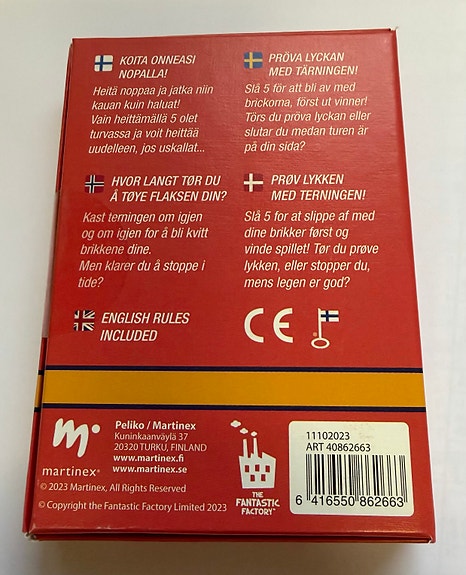 KOITA ONNEASI
NOPALLA!
Heitä noppaa ja jatka niin
kauan kuin haluat!
Vain heittämällä 5 olet
turvassa ja voit heittää
uudelleen, jos uskallat...
PRÖVA LYCKAN
MED TÄRNINGEN!
Slå 5 för att bli av med
brickorna, först ut vinner!
Törs du pröva lyckan eller
slutar du medan turen är
på din sida?
HVOR LANGT TØR DU
Å TØYE FLAKSEN DIN?
Kast terningen om igjen
og om igjen for å bli kvitt
brikkene dine.
Men klarer du å stoppe i
tide?
PRØV LYKKEN
MED TERNINGEN!
Slå 5 for at slippe af med
dine brikker først og
vinde spillet! Tør du prøve
lykken, eller stopper du,
mens legen er god?
ENGLISH RULES
INCLUDED
CE
m
martinex®
Peliko / Martinex
Kuninkaanväylä 37
20320 TURKU, FINLAND
www.martinex.fi
www.martinex.se
© 2023 Martinex, All Rights Reserved
© Copyright the Fantastic Factory Limited 2023
THE
FANTASTIC
FACTORY™
11102023
ART 40862663
6 416550 862663